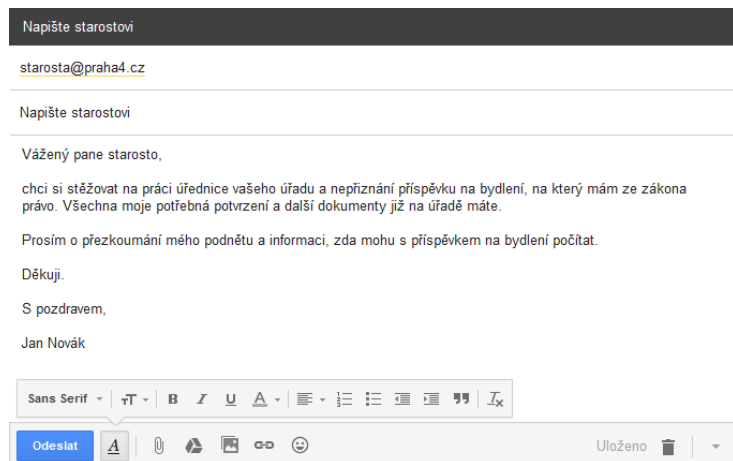 Napište starostovi
starosta@praha4.cz
Napište starostovi
Vážený pane starosto,
chci si stěžovat na práci úřednice vašeho úřadu a nepřiznání příspěvku na bydlení, na který mám ze zákona
právo. Všechna moje potřebná potvrzení a další dokumenty již na úřadě máte.
Prosím o přezkoumání mého podnětu a informaci, zda mohu s příspěvkem na bydlení počítat.
Děkuji.
S pozdravem,
Jan Novák
Sans Serif
Odeslat
Uloženo